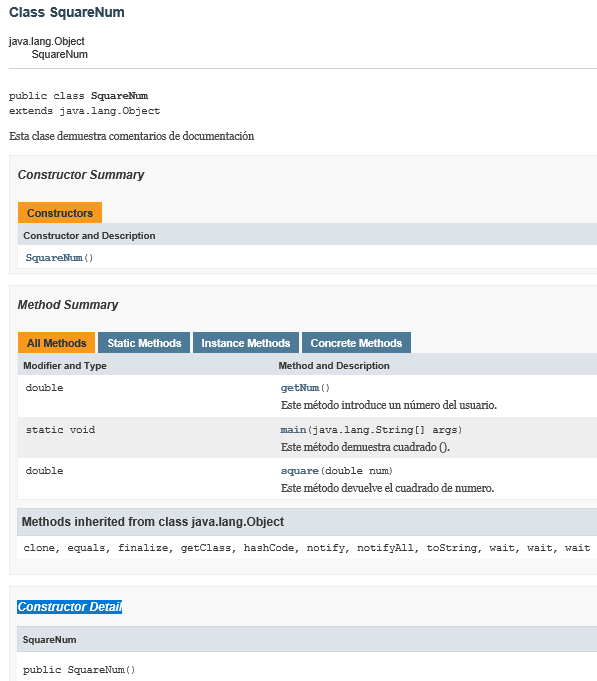 Class SquareNum
java.lang.Object
SquareNum
public class SquareNum
extends java.lang.Object
Esta clase demuestra comentarios de documentación
Constructor Summary
Constructors
Constructor and Description
SquareNum()
Method Summary
All Methods Static Methods Instance Methods Concrete Methods
Modifier and Type Method and Description
double getNum()
Este método introduce un número del usuario.
static void main(java.lang.String[] args)
Este método demuestra cuadrado ().
double square(double num)
Este método devuelve el cuadrado de numero.
Methods inherited from class java.lang.Object
clone, equals, finalize, getClass, hashCode, notify, notifyAll, toString, wait, wait, wait
Constructor Detail
SquareNum
public SquareNum()